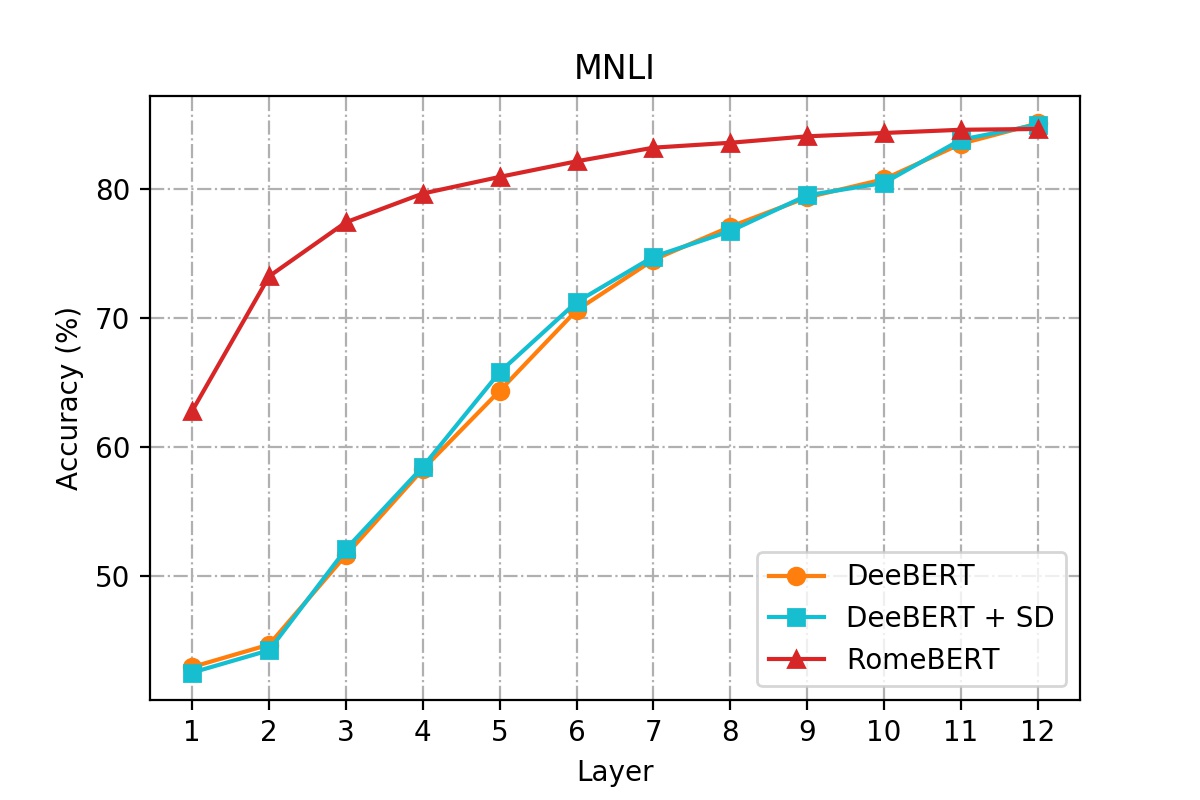 MNLI
80
70
60
50
Accuracy (%)
DeeBERT
DeeBERT + SD
RomeBERT
1 2 3 4 5 6 7 8 9 10 11 12
Layer